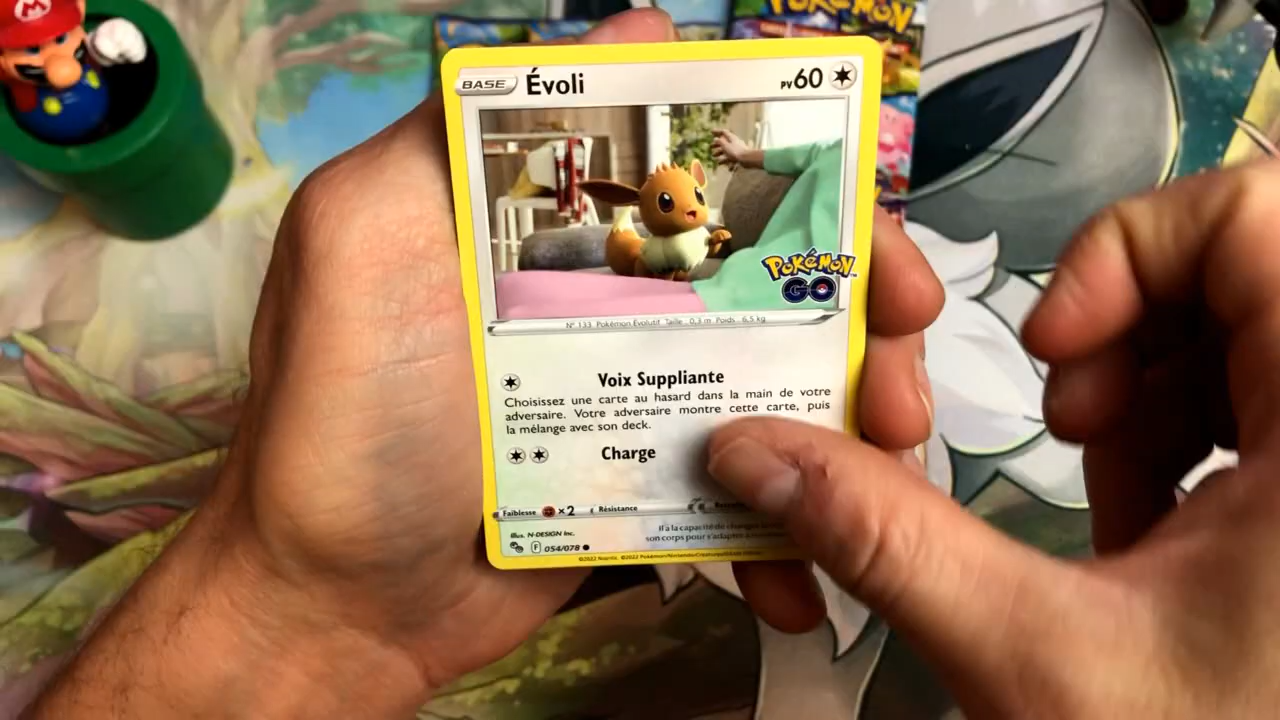 POKÉMON
M
BASE Évoli PV60
POKÉMON
GO
N° 133 Pokémon Évolutif Taille : 0,3 m Poids : 6,5 kg
Voix Suppliante
Choisissez une carte au hasard dans la main de votre
adversaire. Votre adversaire montre cette carte, puis
la mélange avec son deck.
Charge
Faiblesse ×2 Résistance
Il a la capacité de changer
son corps pour s'adapter à
Illus. N-DESIGN Inc.
F 054/078
©2022 Pokémon/Nintendo